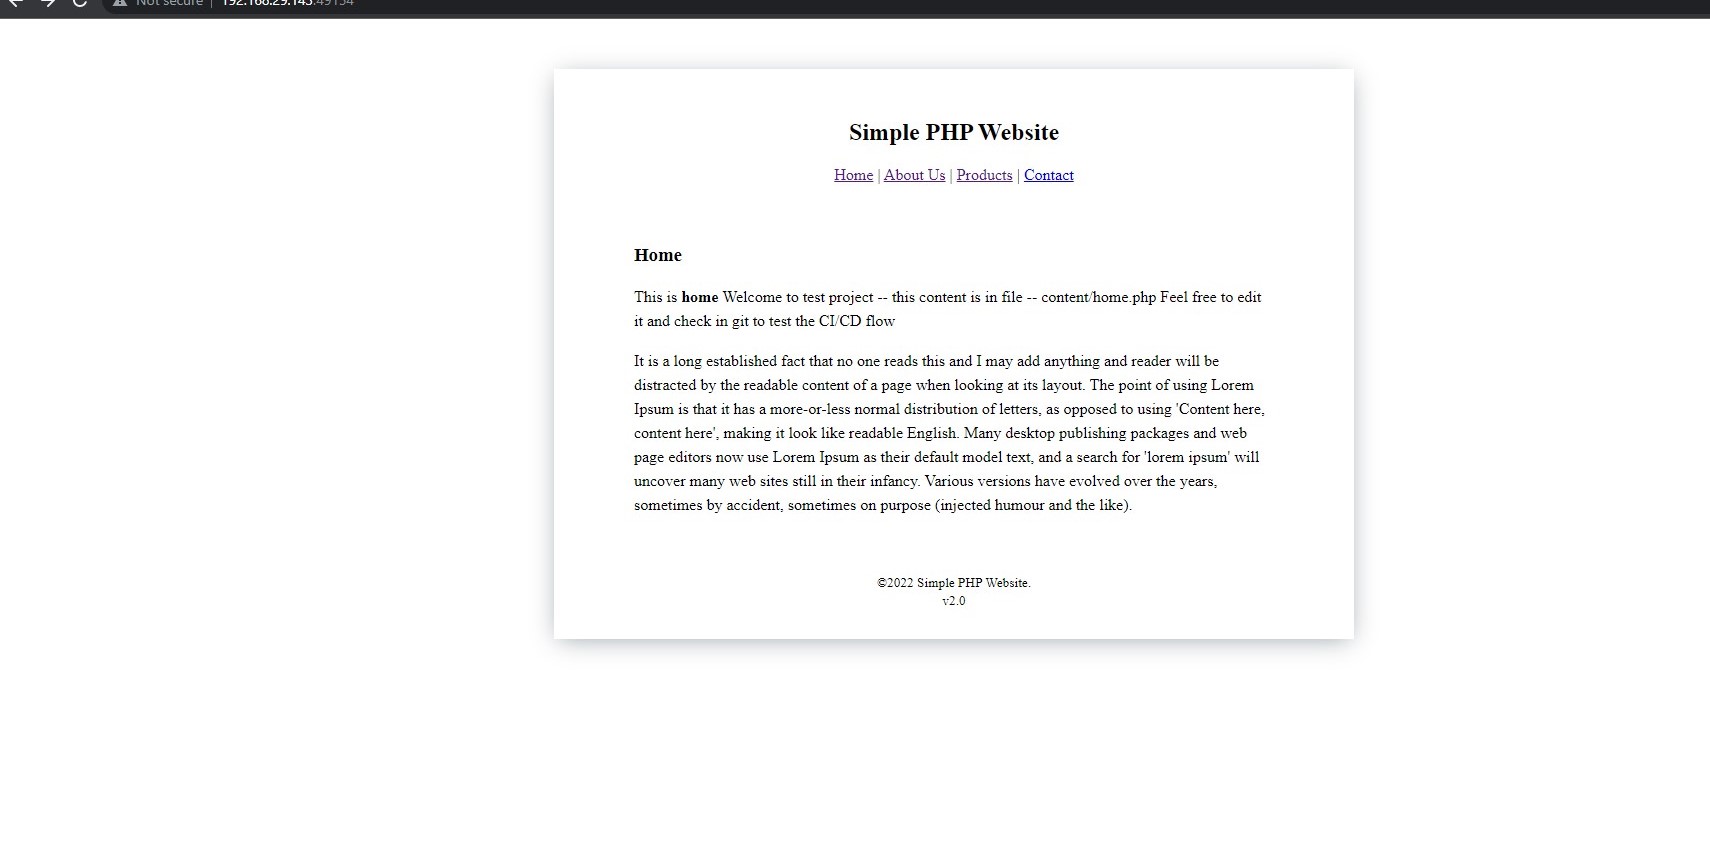 Not secure | 192.168.29.143:49154
Simple PHP Website
Home | About Us | Products | Contact
Home
This is home Welcome to test project -- this content is in file -- content/home.php Feel free to edit
it and check in git to test the CI/CD flow
It is a long established fact that no one reads this and I may add anything and reader will be
distracted by the readable content of a page when looking at its layout. The point of using Lorem
Ipsum is that it has a more-or-less normal distribution of letters, as opposed to using 'Content here,
content here', making it look like readable English. Many desktop publishing packages and web
page editors now use Lorem Ipsum as their default model text, and a search for 'lorem ipsum' will
uncover many web sites still in their infancy. Various versions have evolved over the years,
sometimes by accident, sometimes on purpose (injected humour and the like).
©2022 Simple PHP Website.
v2.0